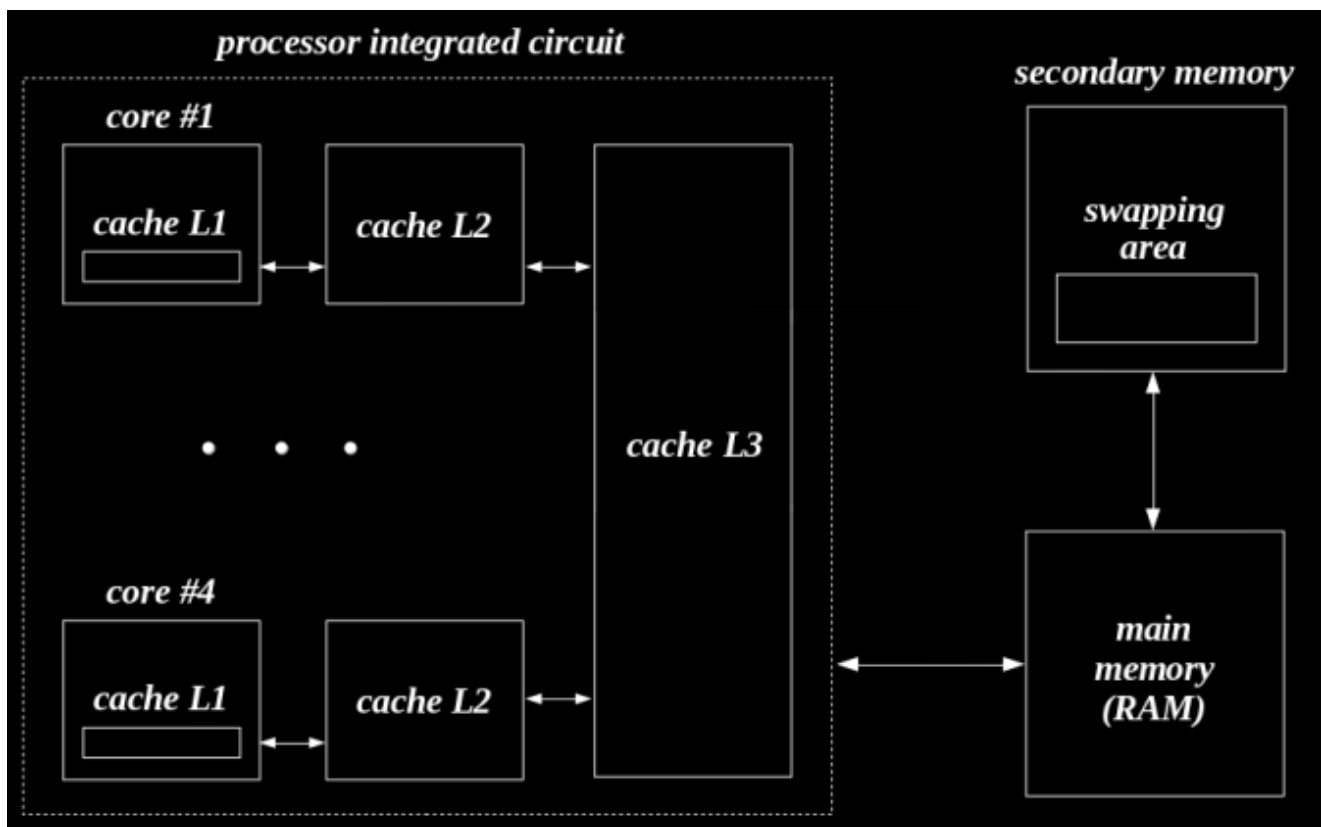 processor integrated circuit
secondary memory
core #1
cache L1
cache L2
swapping
area
cache L3
core #4
cache L1
cache L2
main
memory
(RAM)